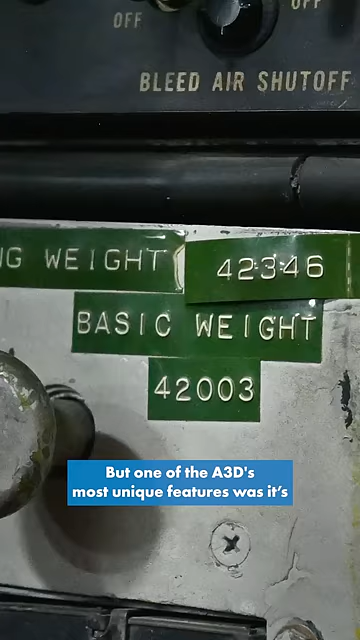 OFF
OFF
BLEED AIR SHUTOFF
NG WEIGHT 42346
BASIC WEIGHT
42003
But one of the A3D's
most unique features was it's